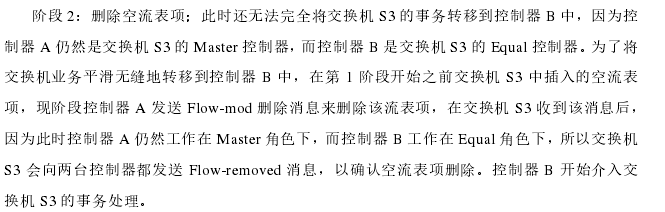 阶段 2：删除空流表项；此时还无法完全将交换机 S3 的事务转移到控制器 B 中，因为控
制器 A 仍然是交换机 S3 的 Master 控制器，而控制器 B 是交换机 S3 的 Equal 控制器。为了将
交换机业务平滑无缝地转移到控制器 B 中，在第 1 阶段开始之前交换机 S3 中插入的空流表
项，现阶段控制器 A 发送 Flow-mod 删除消息来删除该流表项，在交换机 S3 收到该消息后，
因为此时控制器 A 仍然工作在 Master 角色下，而控制器 B 工作在 Equal 角色下，所以交换机
S3 会向两台控制器都发送 Flow-removed 消息，以确认空流表项删除。控制器 B 开始介入交
换机 S3 的事务处理。